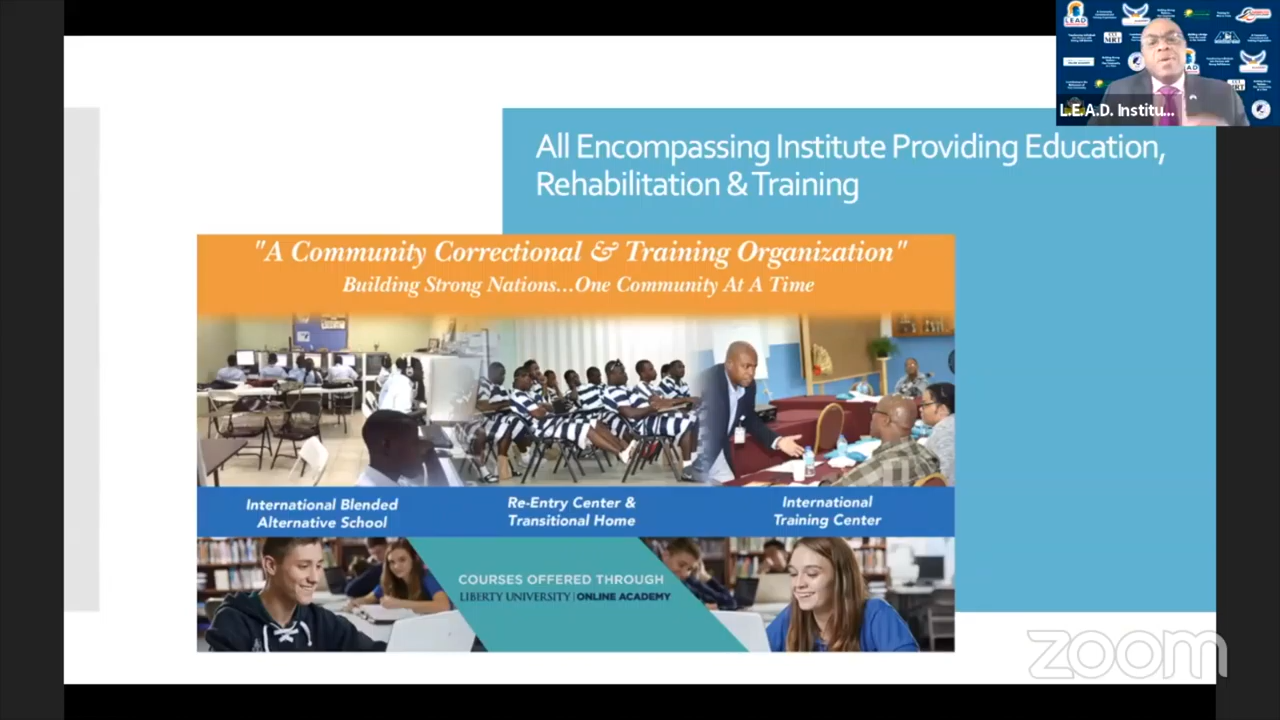 All Encompassing Institute Providing Education,
Rehabilitation & Training
"A Community Correctional & Training Organization"
Building Strong Nations...One Community At A Time
International Blended
Alternative School
Re-Entry Center &
Transitional Home
International
Training Center
COURSES OFFERED THROUGH
LIBERTY UNIVERSITY | ONLINE ACADEMY
LEAD
L.E.A.D. Institu...
zoom